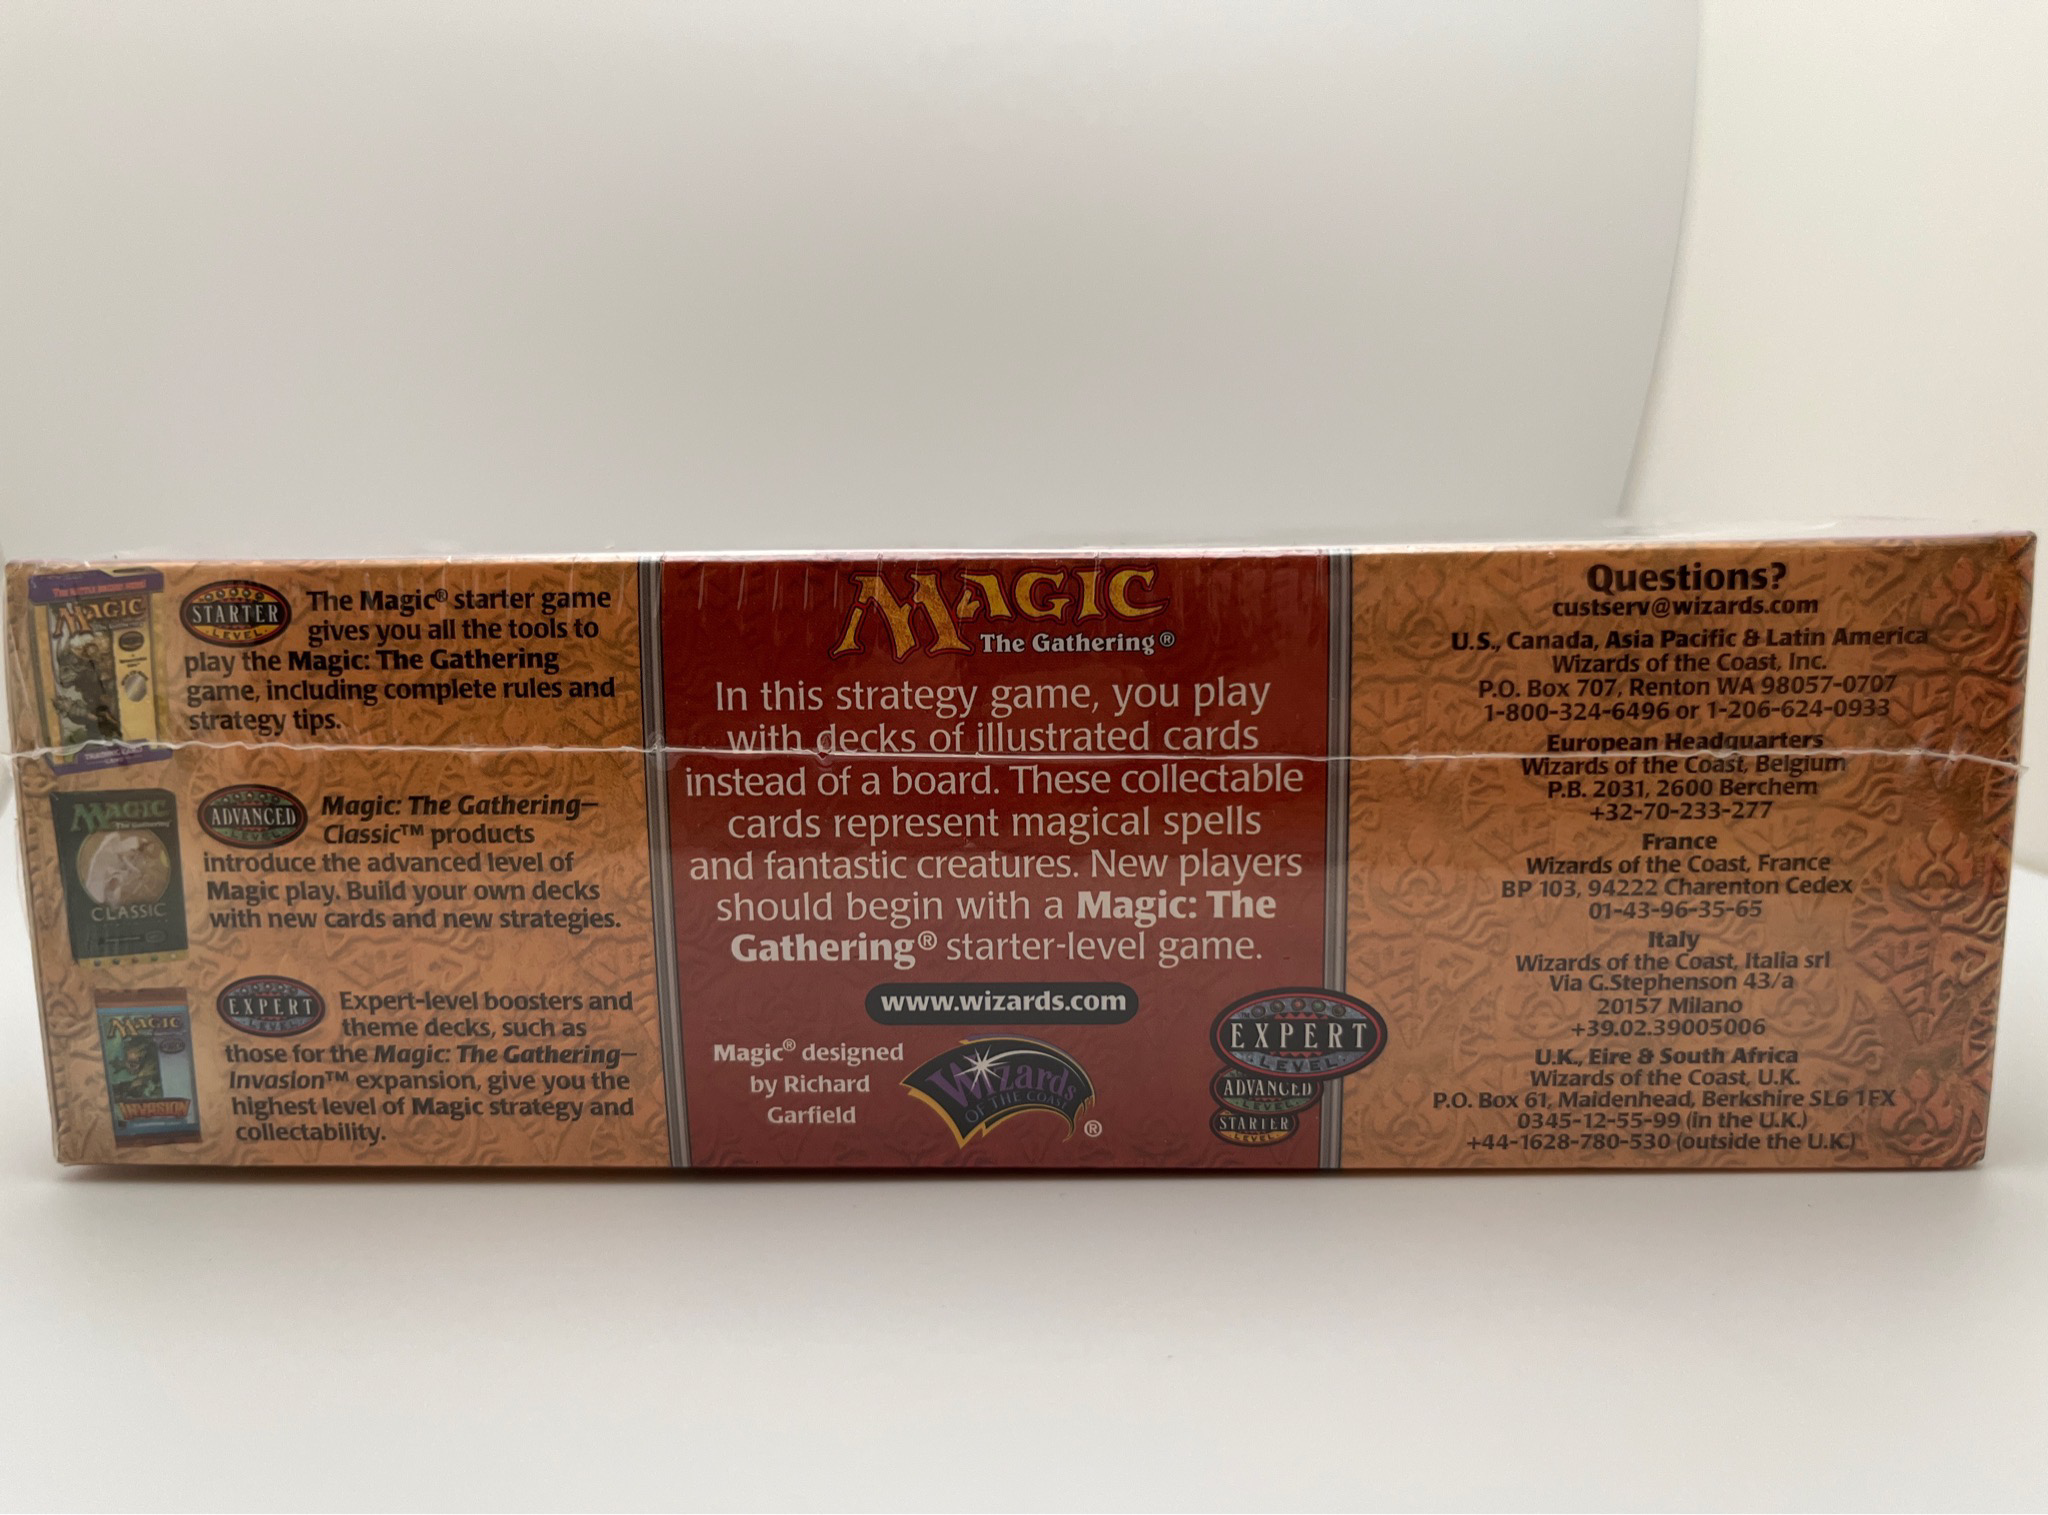 MAGIC
STARTER
LEVEL
The Magic® starter game
gives you all the tools to
play the Magic: The Gathering
game, including complete rules and
strategy tips.
MAGIC
The Gathering
CLASSIC
ADVANCED
LEVEL
Magic: The Gathering—
Classic™ products
introduce the advanced level of
Magic play. Build your own decks
with new cards and new strategies.
MAGIC
INVASION
EXPERT
LEVEL
Expert-level boosters and
theme decks, such as
those for the Magic: The Gathering—
Invasion™ expansion, give you the
highest level of Magic strategy and
collectability.
MAGIC
The Gathering®
In this strategy game, you play
with decks of illustrated cards
instead of a board. These collectable
cards represent magical spells
and fantastic creatures. New players
should begin with a Magic: The
Gathering® starter-level game.
www.wizards.com
Magic® designed
by Richard
Garfield
Wizards
OF THE COAST
®
EXPERT
LEVEL
ADVANCED
LEVEL
STARTER
LEVEL
Questions?
custserv@wizards.com
U.S., Canada, Asia Pacific & Latin America
Wizards of the Coast, Inc.
P.O. Box 707, Renton WA 98057-0707
1-800-324-6496 or 1-206-624-0933
European Headquarters
Wizards of the Coast, Belgium
P.B. 2031, 2600 Berchem
+32-70-233-277
France
Wizards of the Coast, France
BP 103, 94222 Charenton Cedex
01-43-96-35-65
Italy
Wizards of the Coast, Italia srl
Via G.Stephenson 43/a
20157 Milano
+39.02.39005006
U.K., Eire & South Africa
Wizards of the Coast, U.K.
P.O. Box 61, Maidenhead, Berkshire SL6 1FX
0345-12-55-99 (in the U.K.)
+44-1628-780-530 (outside the U.K.)